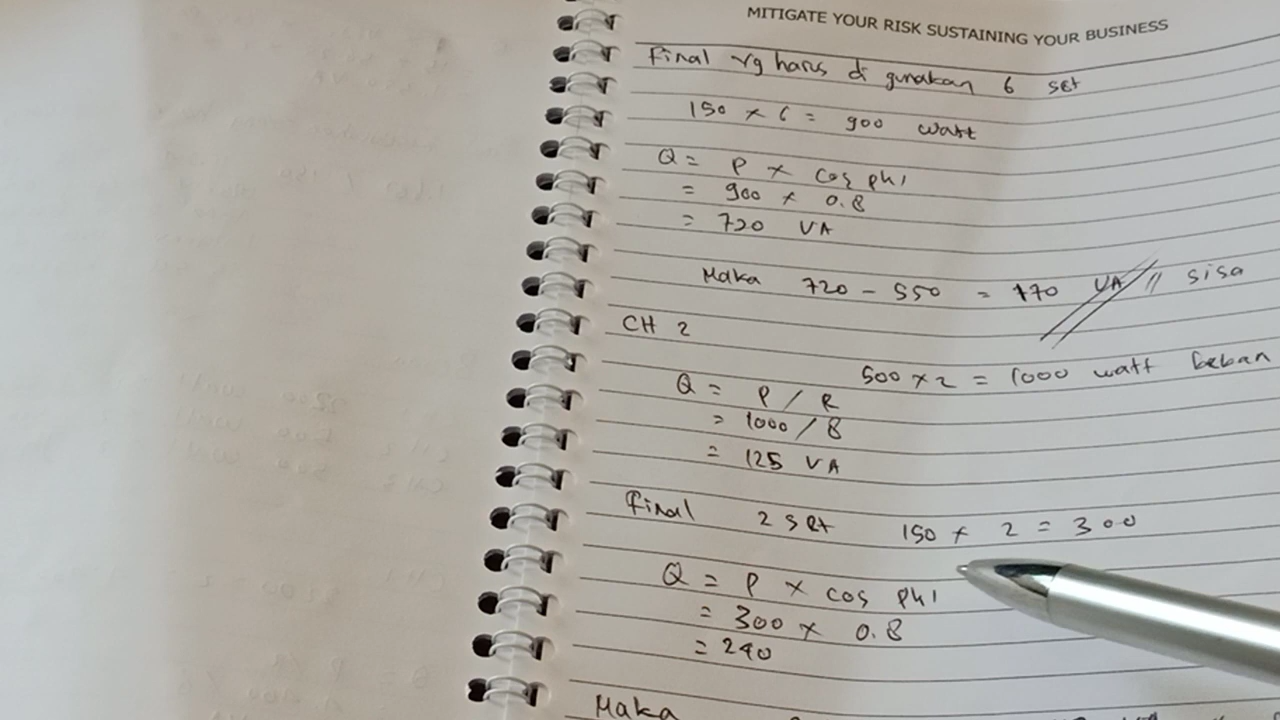 MITIGATE YOUR RISK SUSTAINING YOUR BUSINESS
Final yg harus di gunakan 6 set
150 x 6 = 900 watt
Q = P x cos phi
= 900 x 0.8
= 720 VA
Maka 720 - 550 = 170 VA // sisa
CH 2
500 x 2 = 1000 watt beban
Q = P / R
= 1000 / 8
= 125 VA
Final 2 set 150 x 2 = 300
Q = P x cos phi
= 300 x 0.8
= 240
Maka